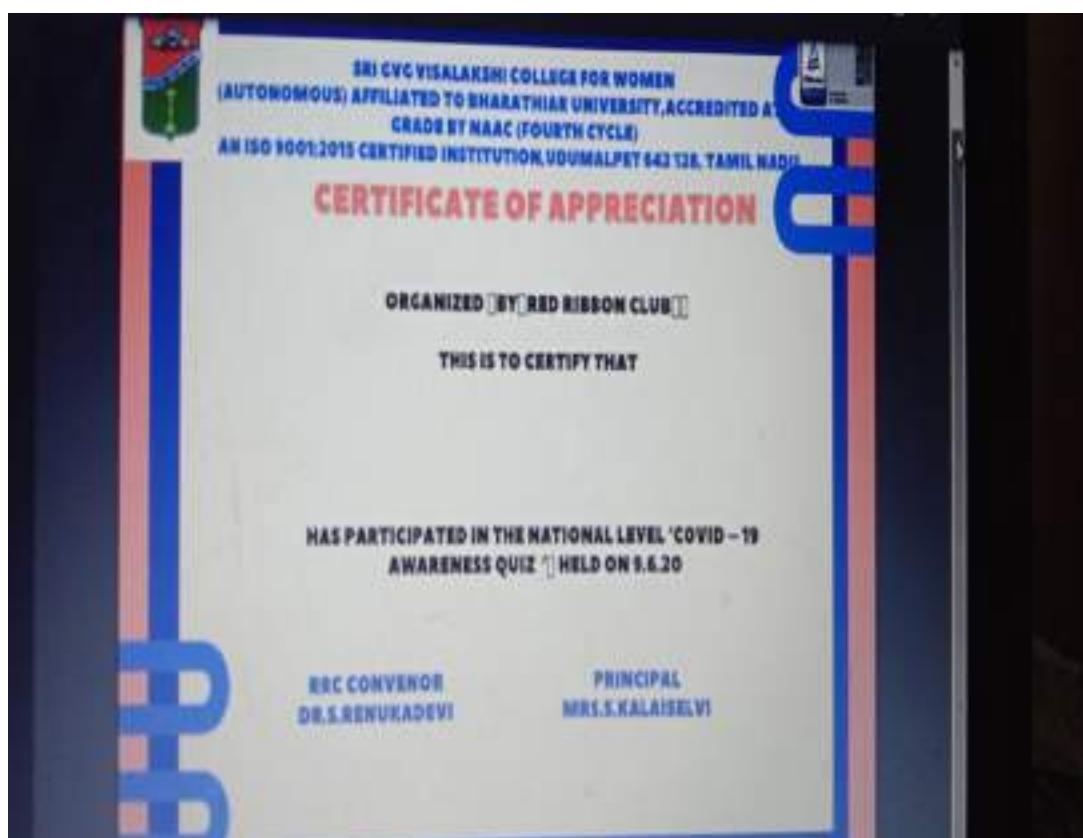 SRI GVG VISALAKSHI COLLEGE FOR WOMEN
(AUTONOMOUS) AFFILIATED TO BHARATHIAR UNIVERSITY,ACCREDITED AT
GRADE BY NAAC (FOURTH CYCLE)
AN ISO 9001:2015 CERTIFIED INSTITUTION,UDUMALPET 642 128, TAMIL NADU
CERTIFICATE OF APPRECIATION
ORGANIZED BY RED RIBBON CLUB
THIS IS TO CERTIFY THAT
HAS PARTICIPATED IN THE NATIONAL LEVEL 'COVID – 19
AWARENESS QUIZ ' HELD ON 9.6.20
RRC CONVENOR
DR.S.RENUKADEVI
PRINCIPAL
MRS.S.KALAISELVI